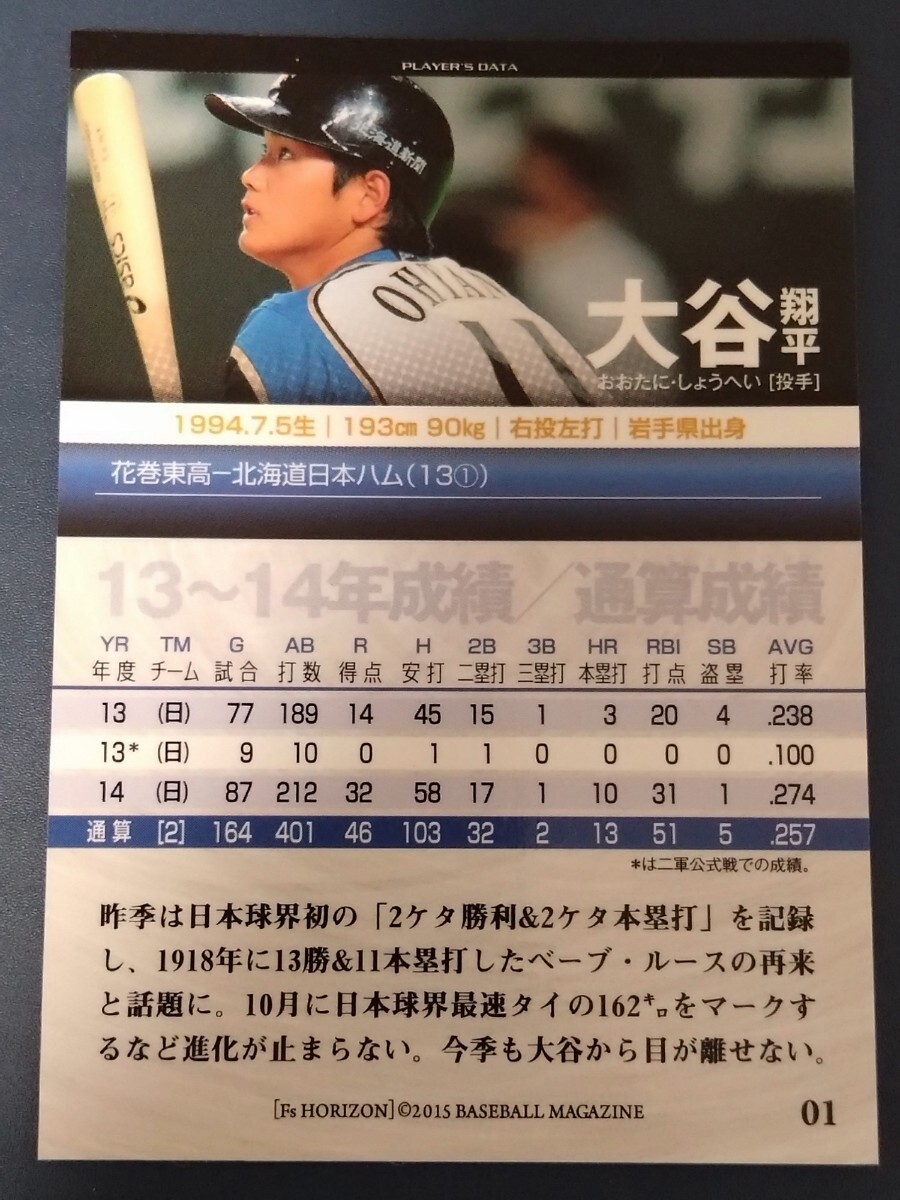 PLAYER'S DATA
北海道新聞
asics
OHTANI
11
大谷翔平
おおたに・しょうへい [投手]
1994.7.5生｜193㎝ 90㎏｜右投左打｜岩手県出身
花巻東高ー北海道日本ハム(13①)
13〜14年成績／通算成績
YR TM G AB R H 2B 3B HR RBI SB AVG
年度 チーム 試合 打数 得点 安打 二塁打 三塁打 本塁打 打点 盗塁 打率
13 (日) 77 189 14 45 15 1 3 20 4 .238
13* (日) 9 10 0 1 1 0 0 0 0 .100
14 (日) 87 212 32 58 17 1 10 31 1 .274
通算 [2] 164 401 46 103 32 2 13 51 5 .257
*は二軍公式戦での成績。
昨季は日本球界初の「2ケタ勝利&2ケタ本塁打」を記録
し、1918年に13勝&11本塁打したベーブ・ルースの再来
と話題に。10月に日本球界最速タイの162㌔をマークす
るなど進化が止まらない。今季も大谷から目が離せない。
[Fs HORIZON]©2015 BASEBALL MAGAZINE
01